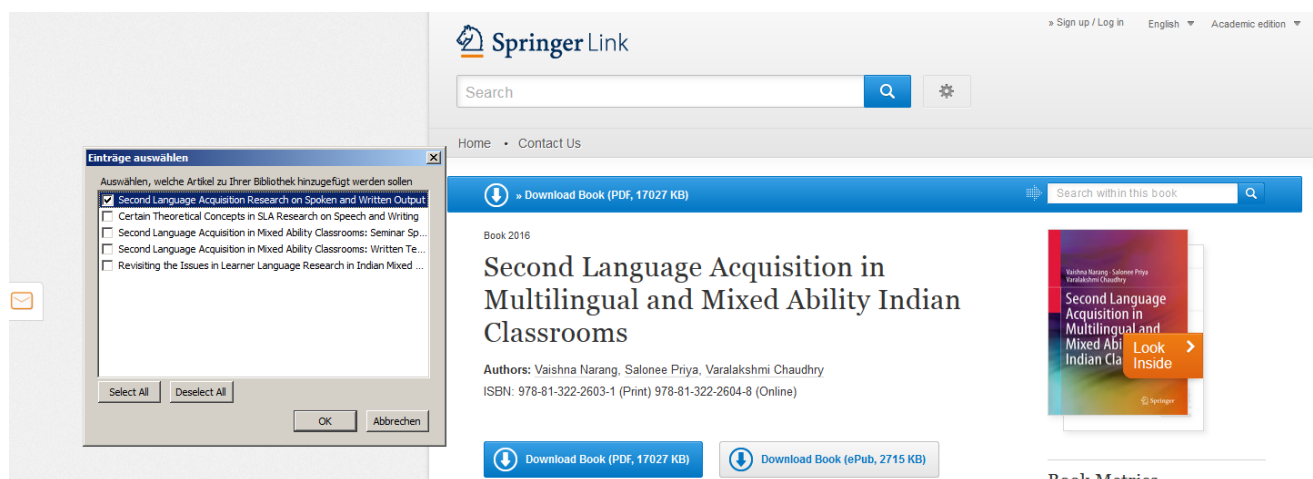 » Sign up / Log in English Academic edition
Springer Link
Search
Home • Contact Us
Einträge auswählen
Auswählen, welche Artikel zu Ihrer Bibliothek hinzugefügt werden sollen
Second Language Acquisition Research on Spoken and Written Output
Certain Theoretical Concepts in SLA Research on Speech and Writing
Second Language Acquisition in Mixed Ability Classrooms: Seminar Sp...
Second Language Acquisition in Mixed Ability Classrooms: Written Te...
Revisiting the Issues in Learner Language Research in Indian Mixed ...
Select All Deselect All
OK Abbrechen
» Download Book (PDF, 17027 KB)
Search within this book
Book 2016
Second Language Acquisition in
Multilingual and Mixed Ability Indian
Classrooms
Authors: Vaishna Narang, Salonee Priya, Varalakshmi Chaudhry
ISBN: 978-81-322-2603-1 (Print) 978-81-322-2604-8 (Online)
Download Book (PDF, 17027 KB)
Download Book (ePub, 2715 KB)
Vaishna Narang · Salonee Priya
Varalakshmi Chaudhry
Second Language
Acquisition in
Multilingual and
Mixed Abi
Indian Cla
Look
Inside
Springer
Book Metrics